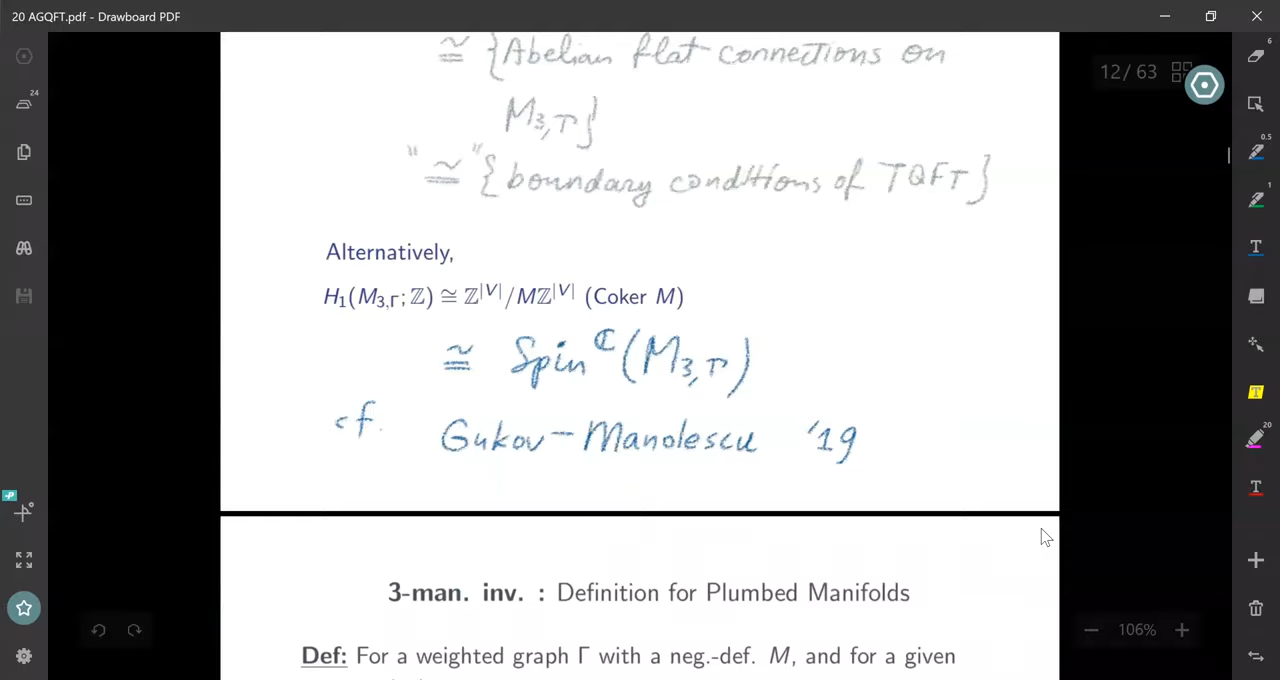 20 AGQFT.pdf - Drawboard PDF
≅ {Abelian flat connections on
M₃,Γ}
"≅" {boundary conditions of TQFT}
12/ 63
Alternatively,
H₁(M₃,Γ; ℤ) ≅ ℤ^|V|/Mℤ^|V| (Coker M)
≅ Spin^ℂ(M₃,Γ)
cf. Gukov-Manolescu '19
3-man. inv. : Definition for Plumbed Manifolds
Def: For a weighted graph Γ with a neg.-def. M, and for a given
106%
24
6
0.5
1
20